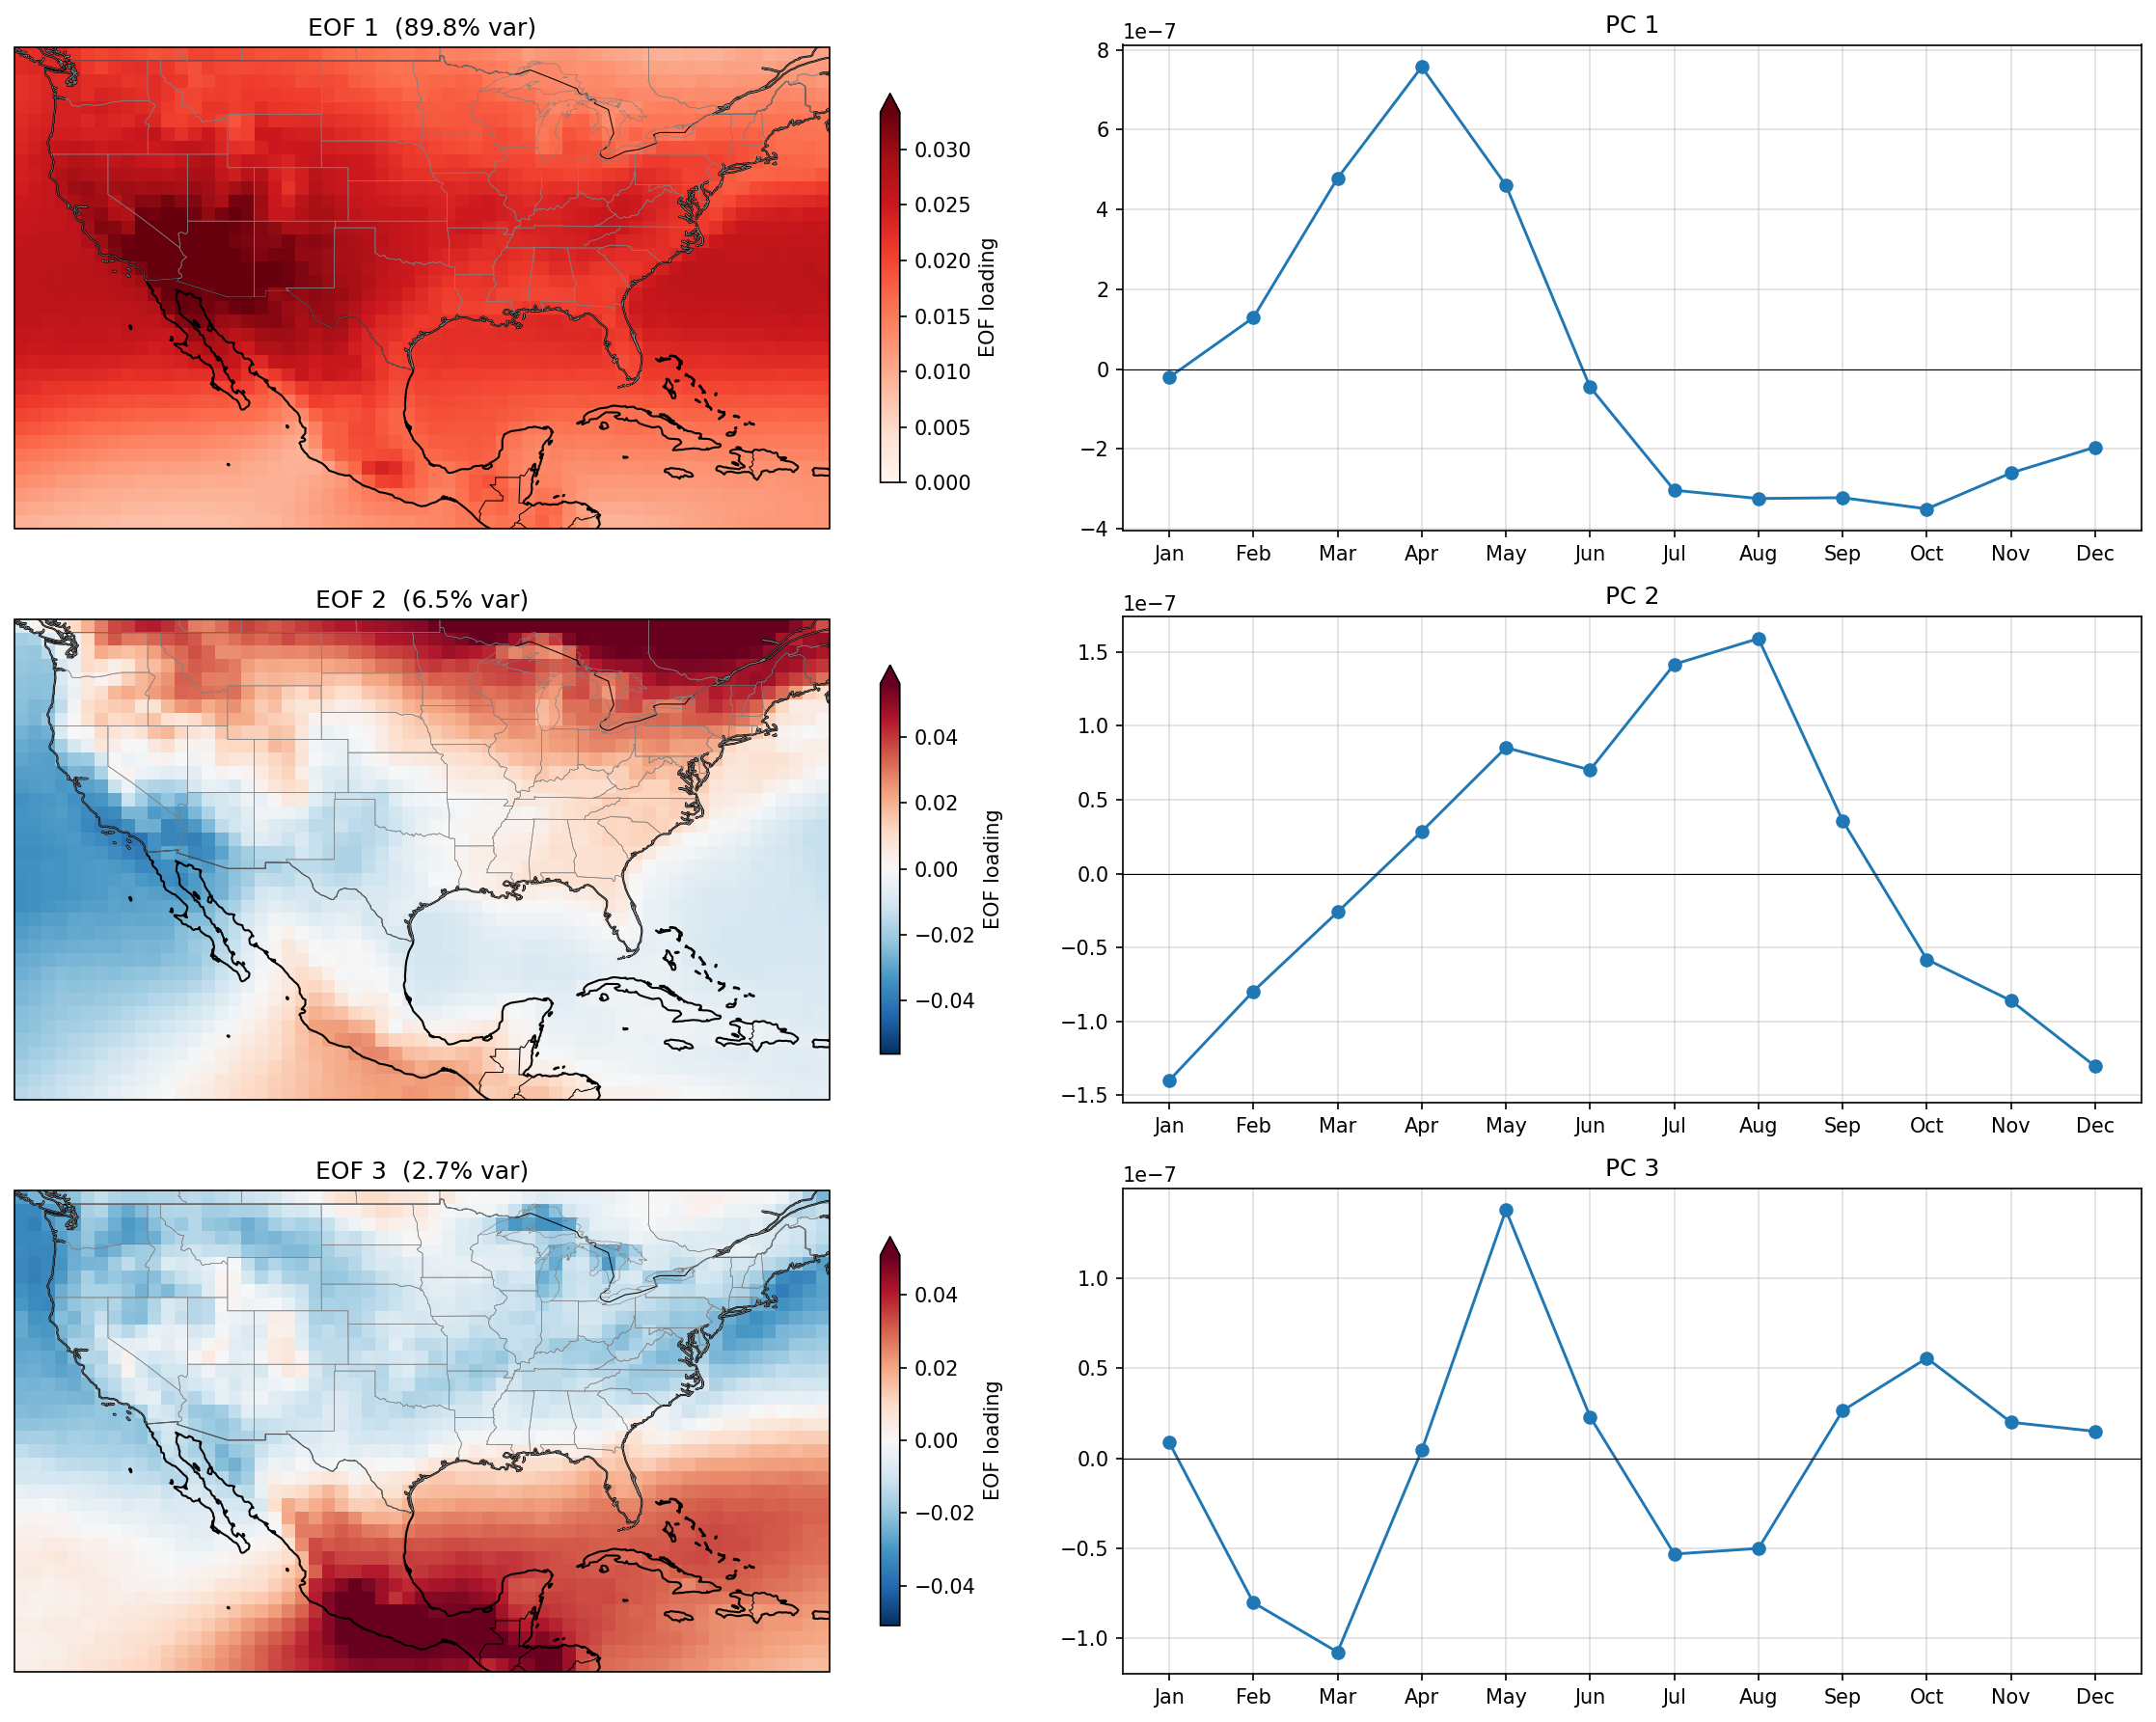 EOF 1  (89.8% var)
0.030
0.025
0.020
0.015
0.010
0.005
0.000
EOF loading
PC 1
1e−7
8
6
4
2
0
−2
−4
Jan Feb Mar Apr May Jun Jul Aug Sep Oct Nov Dec
EOF 2  (6.5% var)
0.04
0.02
0.00
−0.02
−0.04
EOF loading
PC 2
1e−7
1.5
1.0
0.5
0.0
−0.5
−1.0
−1.5
Jan Feb Mar Apr May Jun Jul Aug Sep Oct Nov Dec
EOF 3  (2.7% var)
0.04
0.02
0.00
−0.02
−0.04
EOF loading
PC 3
1e−7
1.0
0.5
0.0
−0.5
−1.0
Jan Feb Mar Apr May Jun Jul Aug Sep Oct Nov Dec